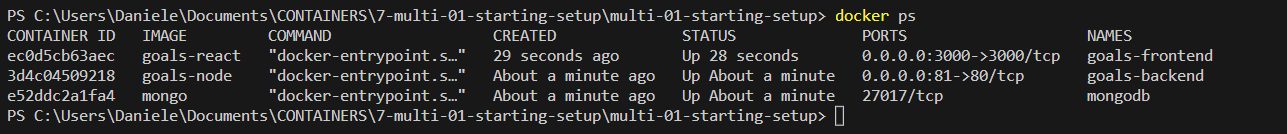 PS C:\Users\Daniele\Documents\CONTAINERS\7-multi-01-starting-setup\multi-01-starting-setup> docker ps
CONTAINER ID   IMAGE         COMMAND                  CREATED              STATUS              PORTS                    NAMES
ec0d5cb63aec   goals-react   "docker-entrypoint.s…"   29 seconds ago       Up 28 seconds       0.0.0.0:3000->3000/tcp   goals-frontend
3d4c04509218   goals-node    "docker-entrypoint.s…"   About a minute ago   Up About a minute   0.0.0.0:81->80/tcp       goals-backend
e52ddc2a1fa4   mongo         "docker-entrypoint.s…"   About a minute ago   Up About a minute   27017/tcp                mongodb
PS C:\Users\Daniele\Documents\CONTAINERS\7-multi-01-starting-setup\multi-01-starting-setup>